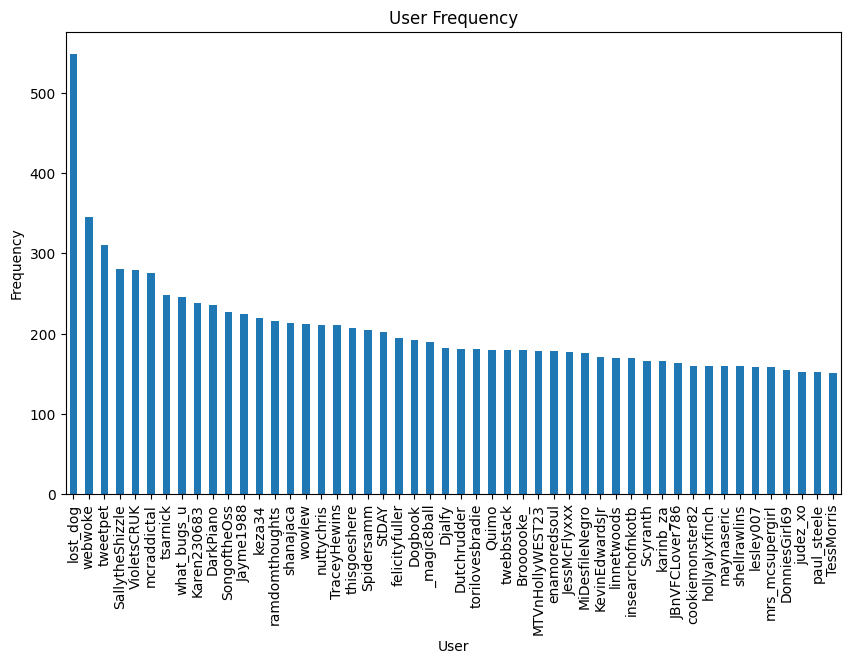 User Frequency
Frequency
500
400
300
200
100
0
lost_dog
webwoke
tweetpet
SallytheShizzle
VioletsCRUK
mcraddictal
tsarnick
what_bugs_u
Karen230683
DarkPiano
SongoftheOss
Jayme1988
keza34
ramdomthoughts
shanajaca
wowlew
nuttychris
TraceyHewins
thisgoeshere
Spidersamm
StDAY
felicityfuller
Dogbook
_magic8ball
Djalfy
Dutchrudder
torilovesbradie
Quimo
twebbstack
Broooooke_
MTVnHollyWEST23
enamoredsoul
JessMcFlyxxx
MiDesfileNegro
KevinEdwardsJr
linnetwoods
insearchofnkotb
Scyranth
karinb_za
JBnVFCLover786
cookiemonster82
hollyalyxfinch
maynaseric
shellrawlins
lesley007
mrs_mcsupergirl
DonniesGirl69
judez_xo
paul_steele
TessMorris
User